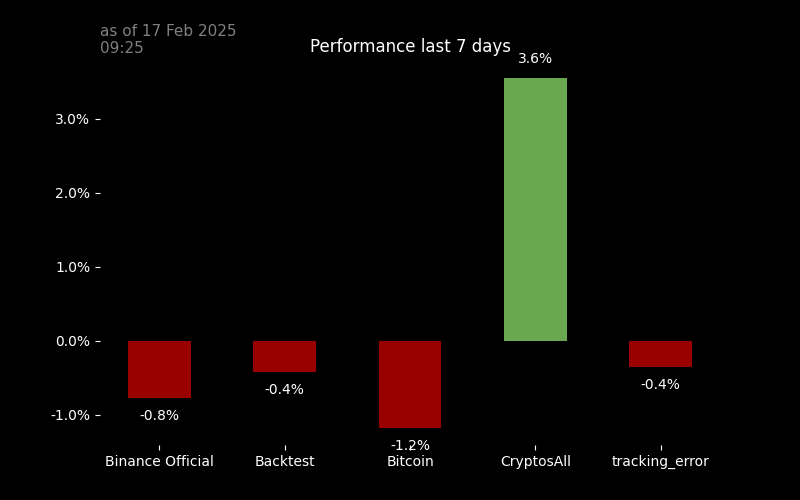 as of 17 Feb 2025
09:25
Performance last 7 days
3.6%
3.0%
2.0%
1.0%
0.0%
-1.0%
-0.8%
-0.4%
-1.2%
-0.4%
Binance Official
Backtest
Bitcoin
CryptosAll
tracking_error